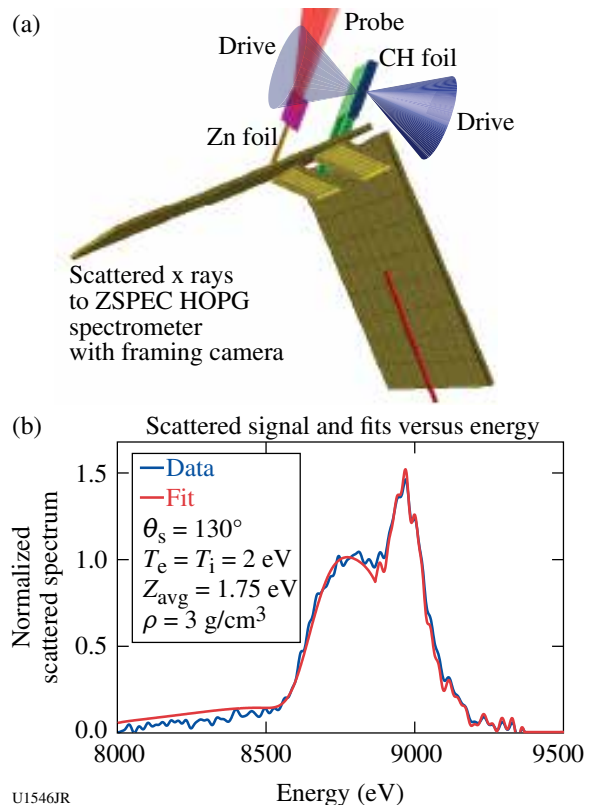 (a)
Probe
Drive
CH foil
Zn foil
Drive
Scattered x rays
to ZSPEC HOPG
spectrometer
with framing camera
(b)
Scattered signal and fits versus energy
Normalized
scattered spectrum
1.5
1.0
0.5
0.0
Data
Fit
θs = 130°
Te = Ti = 2 eV
Zavg = 1.75 eV
ρ = 3 g/cm3
8000 8500 9000 9500
Energy (eV)
U1546JR